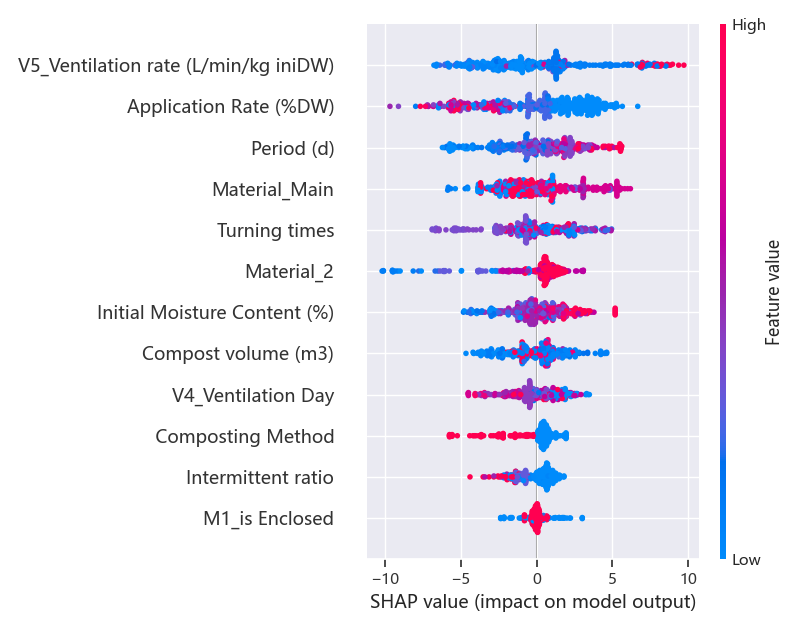 High
V5_Ventilation rate (L/min/kg iniDW)
Application Rate (%DW)
Period (d)
Material_Main
Turning times
Material_2
Initial Moisture Content (%)
Compost volume (m3)
V4_Ventilation Day
Composting Method
Intermittent ratio
M1_is Enclosed
Feature value
Low
−10 −5 0 5 10
SHAP value (impact on model output)